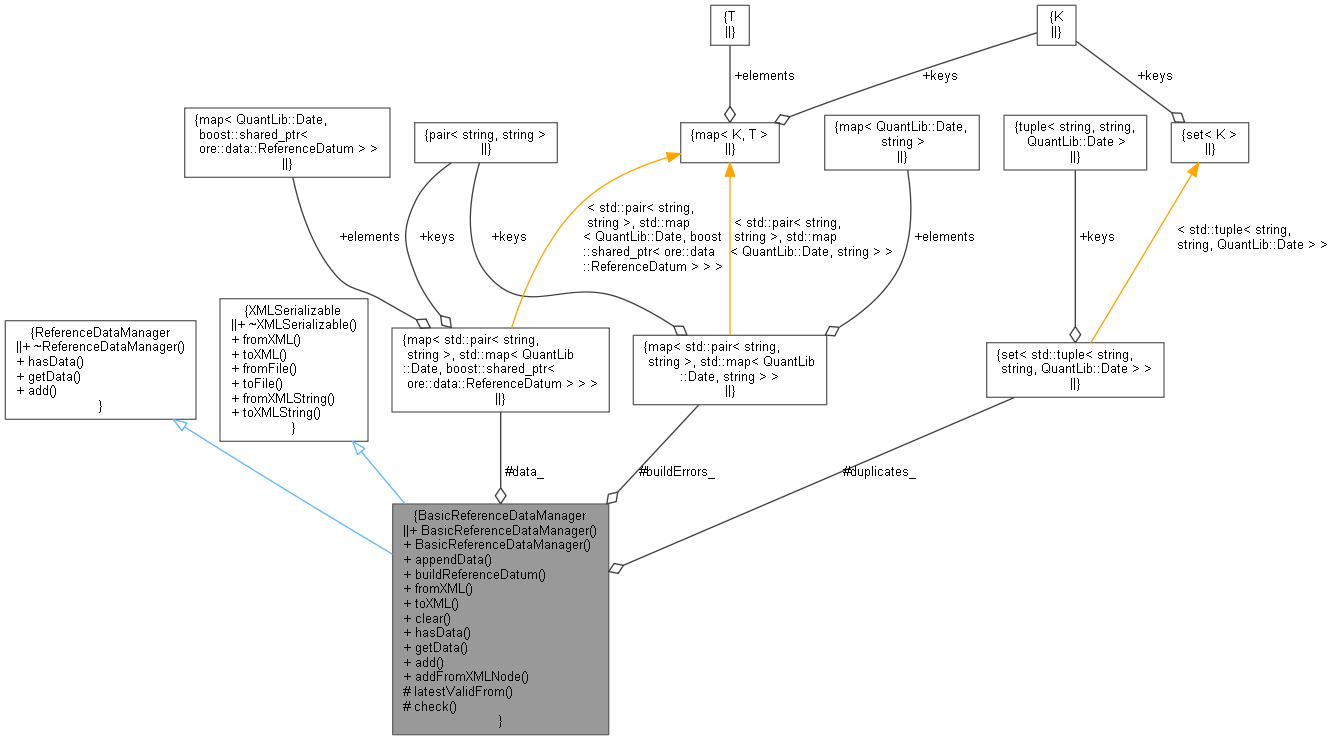 {T
||}
{K
||}
+elements
+keys
+keys
{map< QuantLib::Date,
boost::shared_ptr<
ore::data::ReferenceDatum > >
||}
{pair< string, string >
||}
{map< K, T >
||}
{map< QuantLib::Date,
string >
||}
{tuple< string, string,
QuantLib::Date >
||}
{set< K >
||}
+elements
+keys
+keys
< std::pair< string,
string >, std::map
< QuantLib::Date, boost
::shared_ptr< ore::data
::ReferenceDatum > > >
< std::pair< string,
string >, std::map
< QuantLib::Date, string > >
+elements
+keys
< std::tuple< string,
string, QuantLib::Date > >
{ReferenceDataManager
||+ ~ReferenceDataManager()
+ hasData()
+ getData()
+ add()
}
{XMLSerializable
||+ ~XMLSerializable()
+ fromXML()
+ toXML()
+ fromFile()
+ toFile()
+ fromXMLString()
+ toXMLString()
}
{map< std::pair< string,
string >, std::map< QuantLib
::Date, boost::shared_ptr<
ore::data::ReferenceDatum > > >
||}
{map< std::pair< string,
string >, std::map< QuantLib
::Date, string > >
||}
{set< std::tuple< string,
string, QuantLib::Date > >
||}
#data_
#buildErrors_
#duplicates_
{BasicReferenceDataManager
||+ BasicReferenceDataManager()
+ BasicReferenceDataManager()
+ appendData()
+ buildReferenceDatum()
+ fromXML()
+ toXML()
+ clear()
+ hasData()
+ getData()
+ add()
+ addFromXMLNode()
# latestValidFrom()
# check()
}